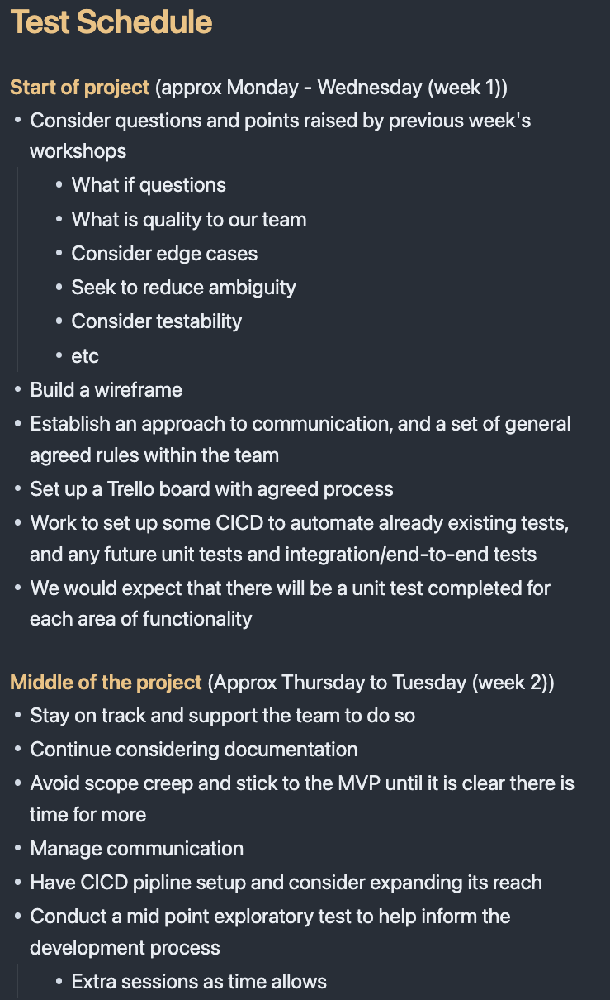 Test Schedule
Start of project (approx Monday - Wednesday (week 1))
• Consider questions and points raised by previous week's
workshops
• What if questions
• What is quality to our team
• Consider edge cases
• Seek to reduce ambiguity
• Consider testability
• etc
• Build a wireframe
• Establish an approach to communication, and a set of general
agreed rules within the team
• Set up a Trello board with agreed process
• Work to set up some CICD to automate already existing tests,
and any future unit tests and integration/end-to-end tests
• We would expect that there will be a unit test completed for
each area of functionality
Middle of the project (Approx Thursday to Tuesday (week 2))
• Stay on track and support the team to do so
• Continue considering documentation
• Avoid scope creep and stick to the MVP until it is clear there is
time for more
• Manage communication
• Have CICD pipline setup and consider expanding its reach
• Conduct a mid point exploratory test to help inform the
development process
• Extra sessions as time allows